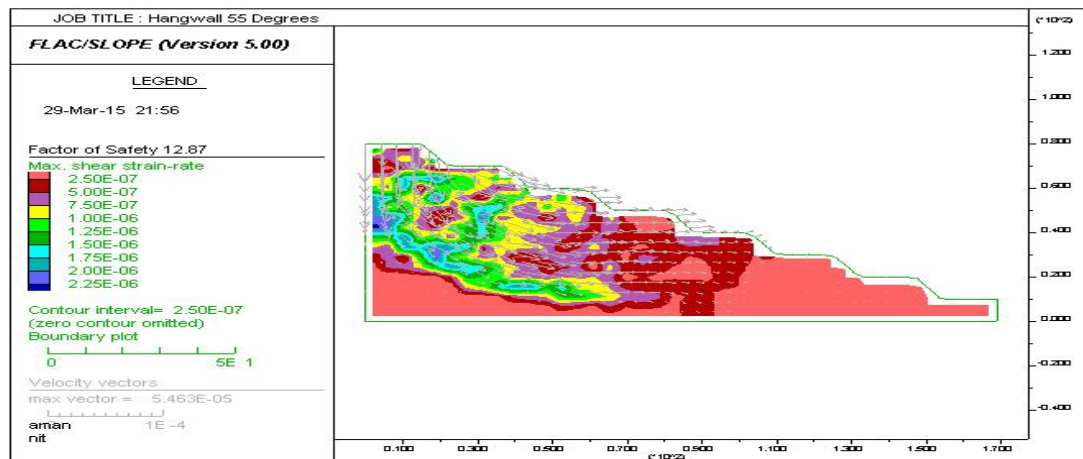 JOB TITLE : Hangwall 55 Degrees
(*10^2)
FLAC/SLOPE (Version 5.00)
LEGEND
29-Mar-15 21:56
Factor of Safety 12.87
Max. shear strain-rate
2.50E-07
5.00E-07
7.50E-07
1.00E-06
1.25E-06
1.50E-06
1.75E-06
2.00E-06
2.25E-06
Contour interval= 2.50E-07
(zero contour omitted)
Boundary plot
0 5E 1
Velocity vectors
max vector = 5.463E-05
0 1E -4
aman
nit
1.200
1.000
0.800
0.600
0.400
0.200
0.000
-0.200
-0.400
0.100 0.300 0.500 0.700 0.900 1.100 1.300 1.500 1.700
(*10^2)